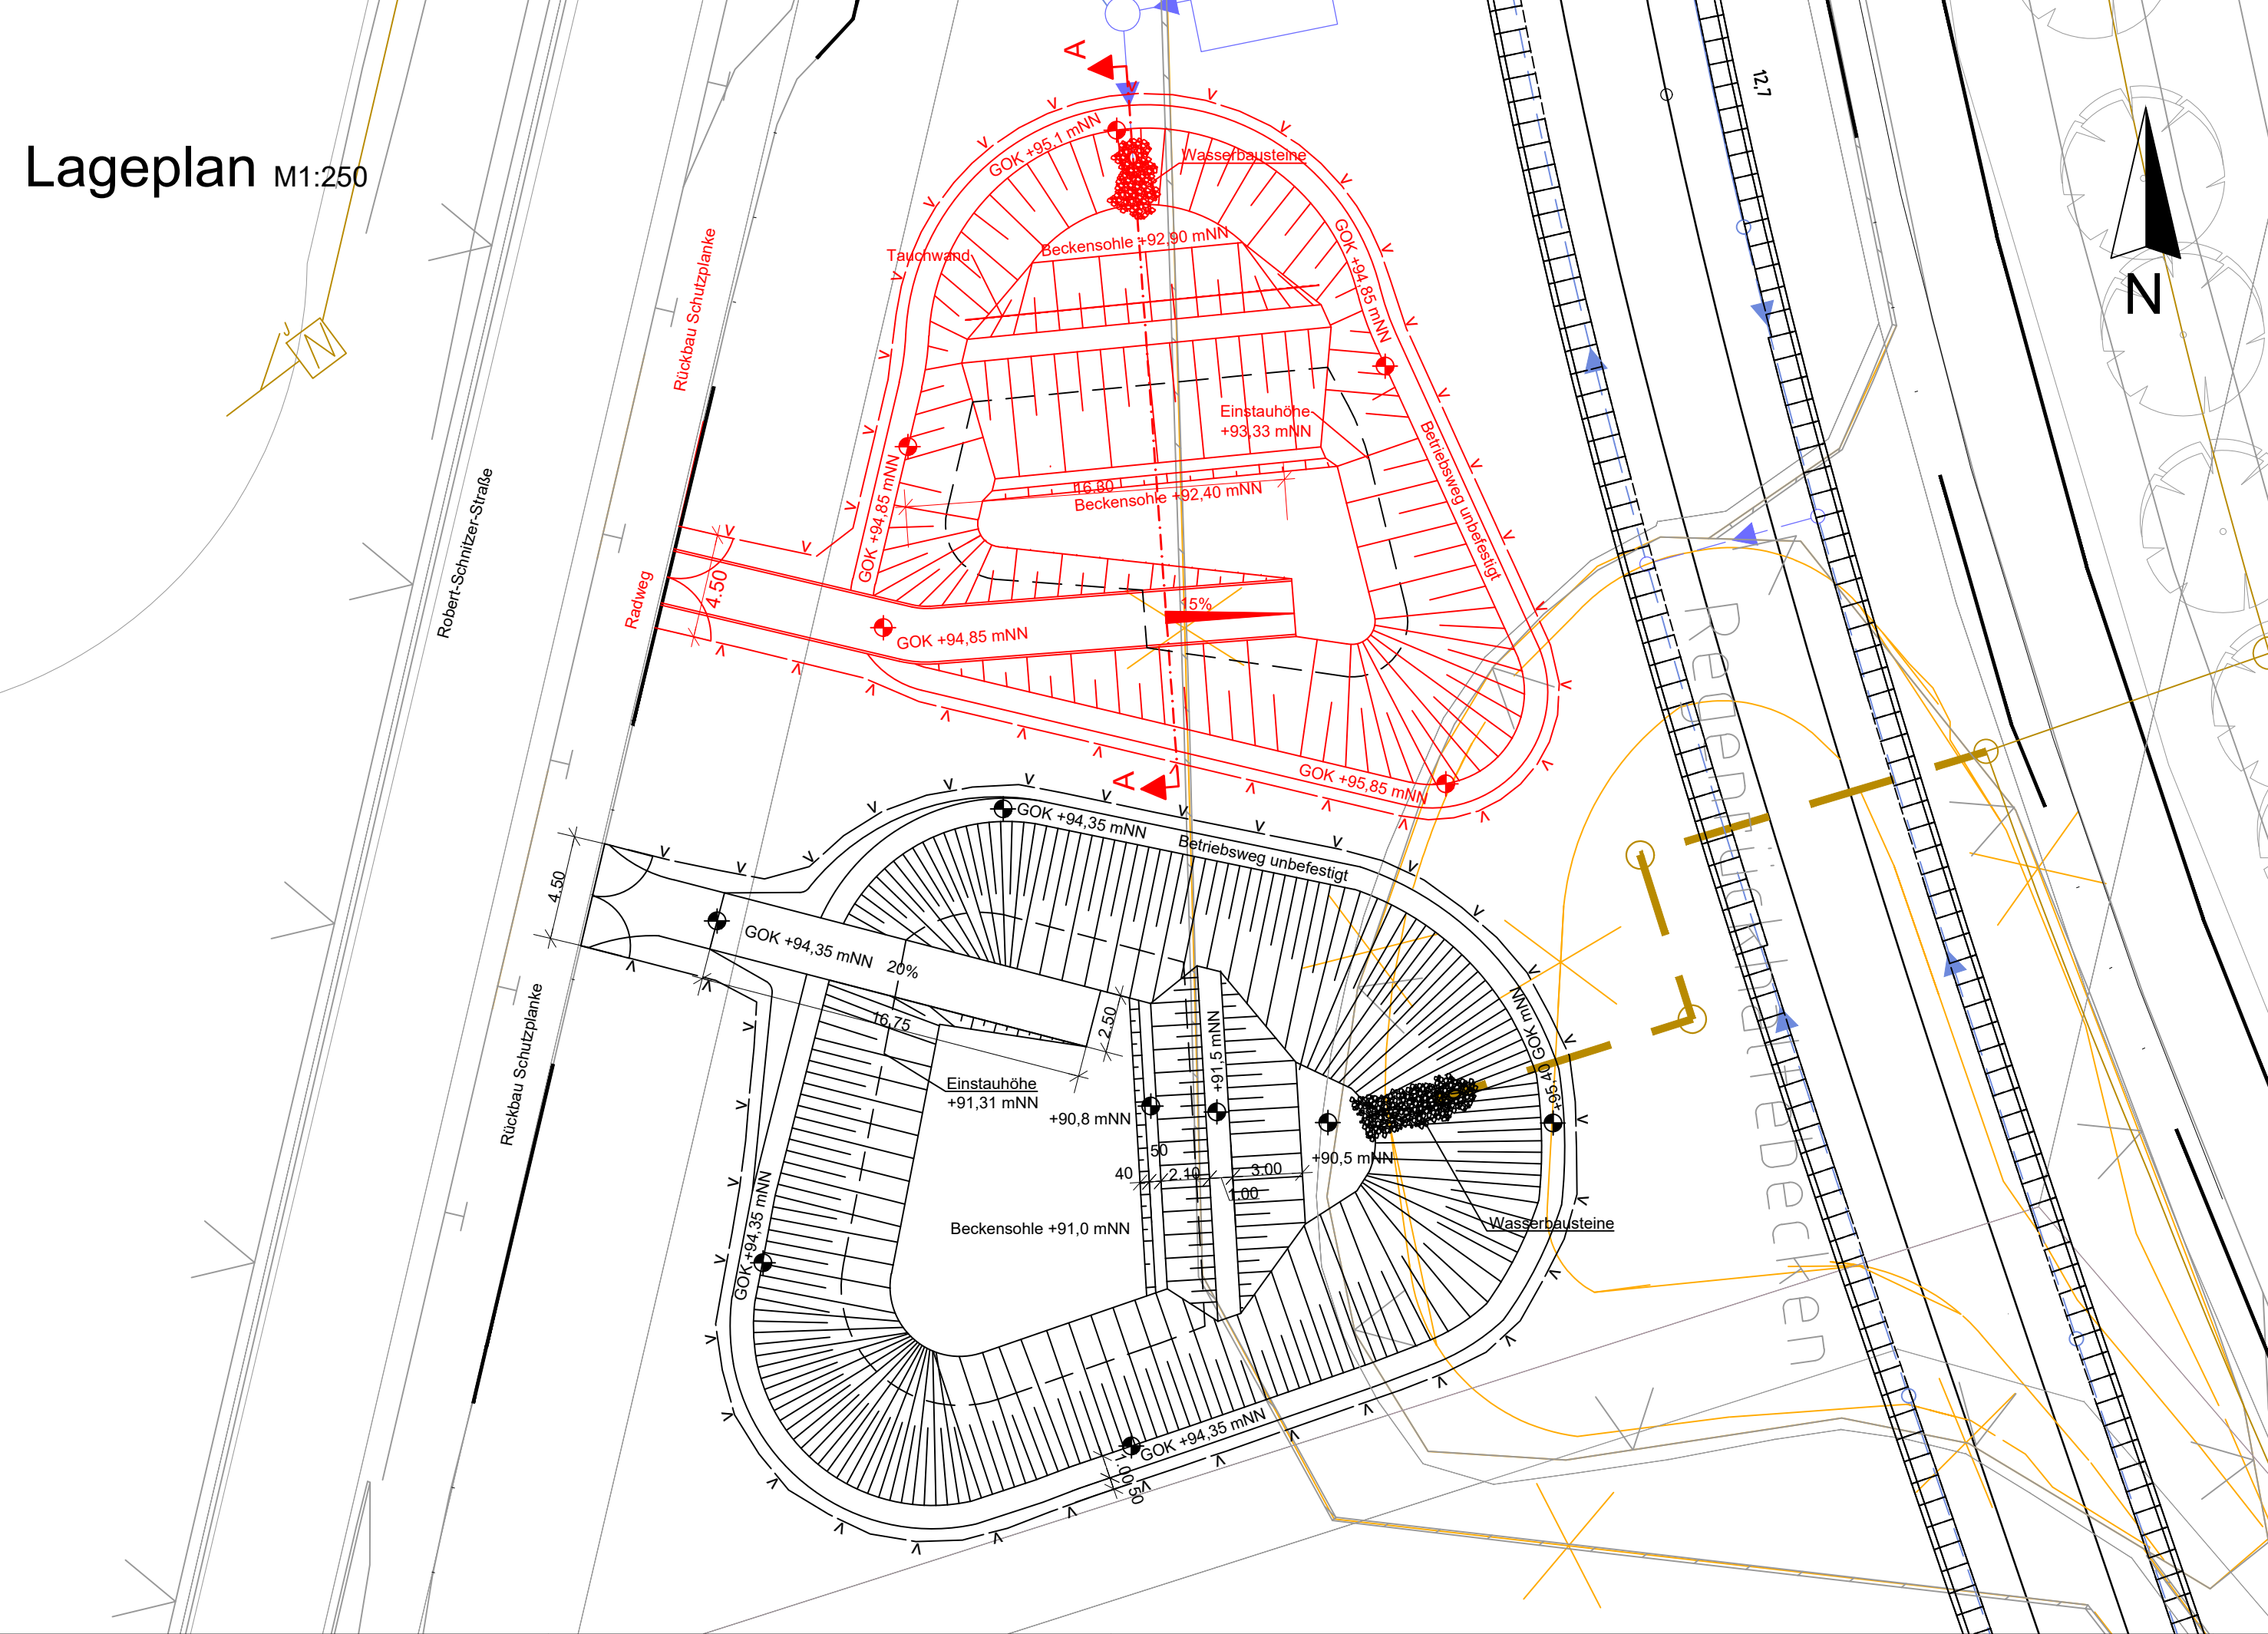 Lageplan M1:250
A
12,7
N
GOK +95,1 mNN
Wasserbausteine
Beckensohle +92,90 mNN
Tauchwand
GOK +94,85 mNN
Rückbau Schutzplanke
Einstauhöhe
+93,33 mNN
Betriebsweg unbefestigt
16.30
Beckensohle +92,40 mNN
GOK +94,85 mNN
Robert-Schnitzer-Straße
Radweg
4.50
15%
GOK +94,85 mNN
GOK +95,85 mNN
A
Regenrückhaltebecken
GOK +94,35 mNN
Betriebsweg unbefestigt
4.50
GOK +94,35 mNN
20%
16,75
2.50
Rückbau Schutzplanke
Einstauhöhe
+91,31 mNN
+90,8 mNN
+91,5 mNN
GOK mNN
+95,40
50
40
2.10
3.00
1.00
+90,5 mNN
Wasserbausteine
Beckensohle +91,0 mNN
GOK +94,35 mNN
GOK +94,35 mNN
1.00
.50